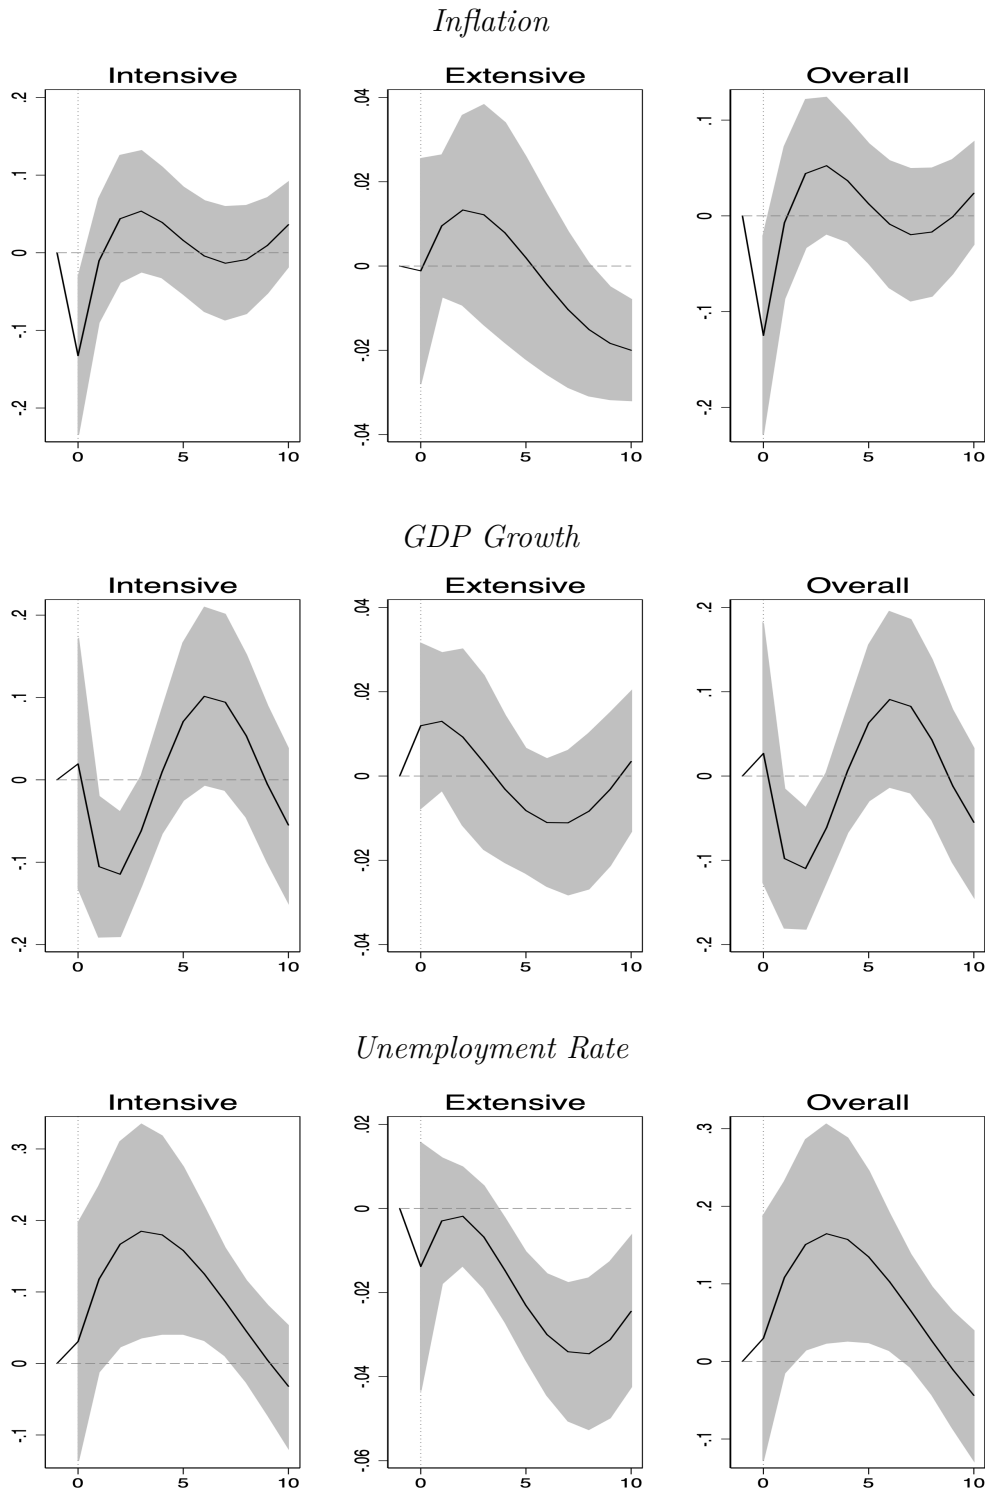 Inflation
Intensive Extensive Overall
.2 .1 0 -.1 -.2
0 5 10
.04 .02 0 -.02 -.04
0 5 10
.1 0 -.1 -.2
0 5 10
GDP Growth
Intensive Extensive Overall
.2 .1 0 -.1 -.2
0 5 10
.04 .02 0 -.02 -.04
0 5 10
.2 .1 0 -.1 -.2
0 5 10
Unemployment Rate
Intensive Extensive Overall
.3 .2 .1 0 -.1
0 5 10
.02 0 -.02 -.04 -.06
0 5 10
.3 .2 .1 0 -.1
0 5 10